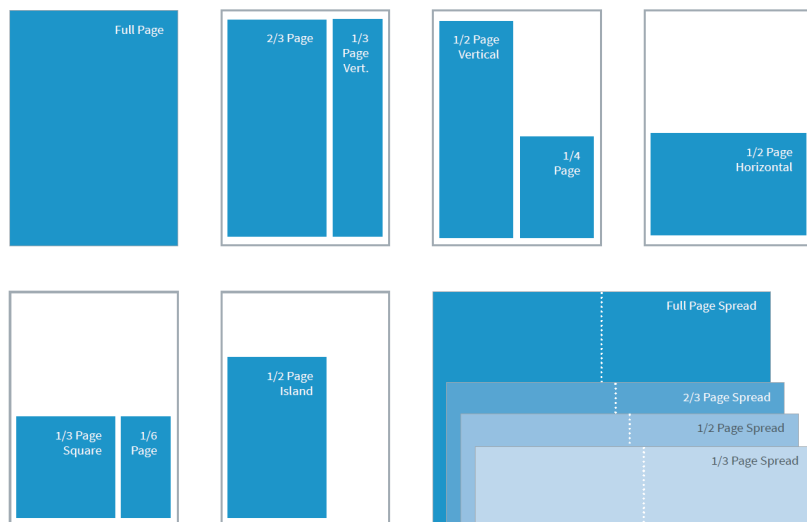 Full Page
2/3 Page
1/3
Page
Vert.
1/2 Page
Vertical
1/4
Page
1/2 Page
Horizontal
1/3 Page
Square
1/6
Page
1/2 Page
Island
Full Page Spread
2/3 Page Spread
1/2 Page Spread
1/3 Page Spread